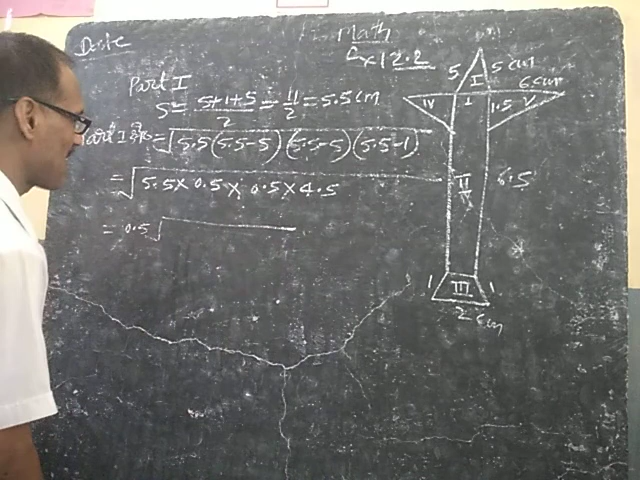 Date
Math
Ex 12.2
Part I
S = 5+1+5/2 = 11/2 = 5.5 cm
= √5.5(5.5-5)(5.5-5)(5.5-1)
= √5.5×0.5×0.5×4.5
= 0.5√
5 I 5 cm
6 cm
IV 1 1.5 V
II 6.5
1 III 1
2 cm